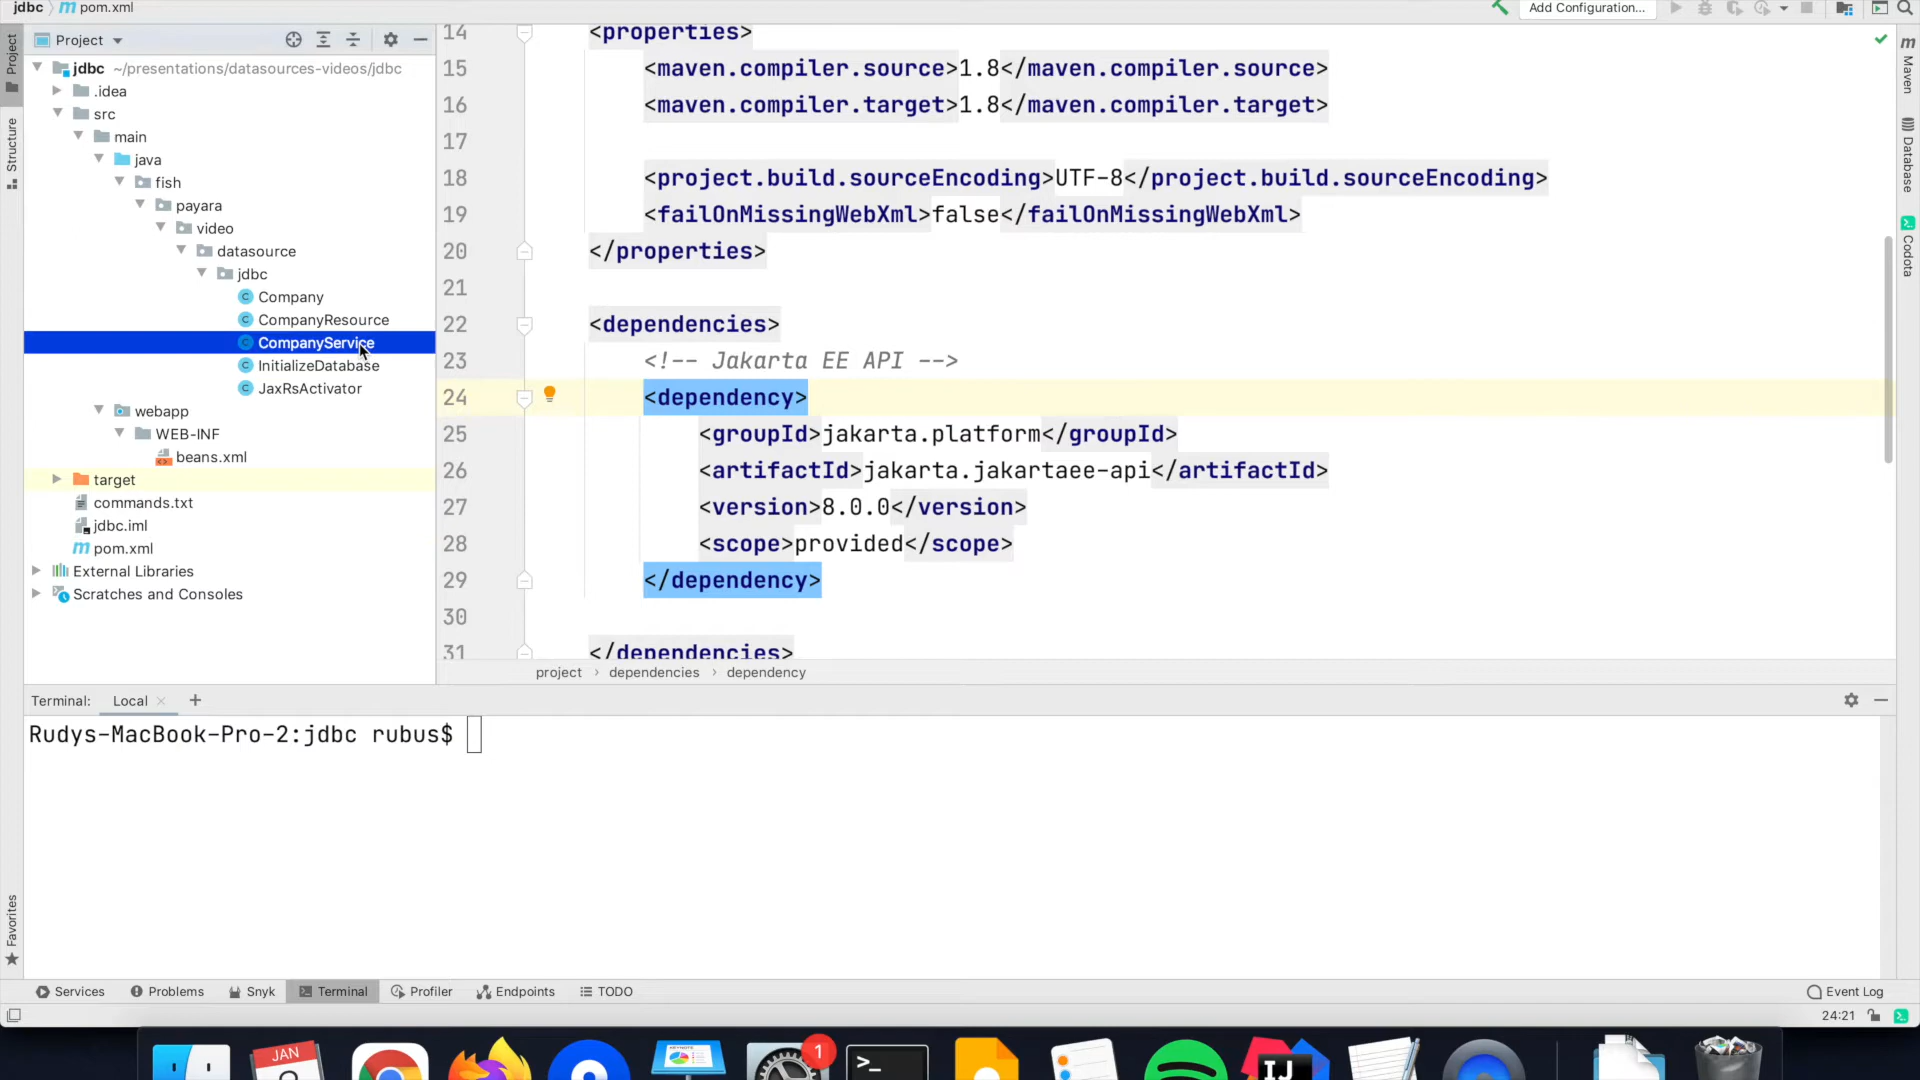 jdbc pom.xml
Add Configuration...
Project
jdbc ~/presentations/datasources-videos/jdbc
.idea
src
main
java
fish
payara
video
datasource
jdbc
Company
CompanyResource
CompanyService
InitializeDatabase
JaxRsActivator
webapp
WEB-INF
beans.xml
target
commands.txt
jdbc.iml
pom.xml
External Libraries
Scratches and Consoles
Project
Structure
Favorites
14 <properties>
15 <maven.compiler.source>1.8</maven.compiler.source>
16 <maven.compiler.target>1.8</maven.compiler.target>
17
18 <project.build.sourceEncoding>UTF-8</project.build.sourceEncoding>
19 <failOnMissingWebXml>false</failOnMissingWebXml>
20 </properties>
21
22 <dependencies>
23 <!-- Jakarta EE API -->
24 <dependency>
25 <groupId>jakarta.platform</groupId>
26 <artifactId>jakarta.jakartaee-api</artifactId>
27 <version>8.0.0</version>
28 <scope>provided</scope>
29 </dependency>
30
31 </dependencies>
project › dependencies › dependency
Maven
Database
Codota
Terminal: Local
Rudys-MacBook-Pro-2:jdbc rubus$
Services Problems Snyk Terminal Profiler Endpoints TODO Event Log
24:21
JAN
1
>_
IJ